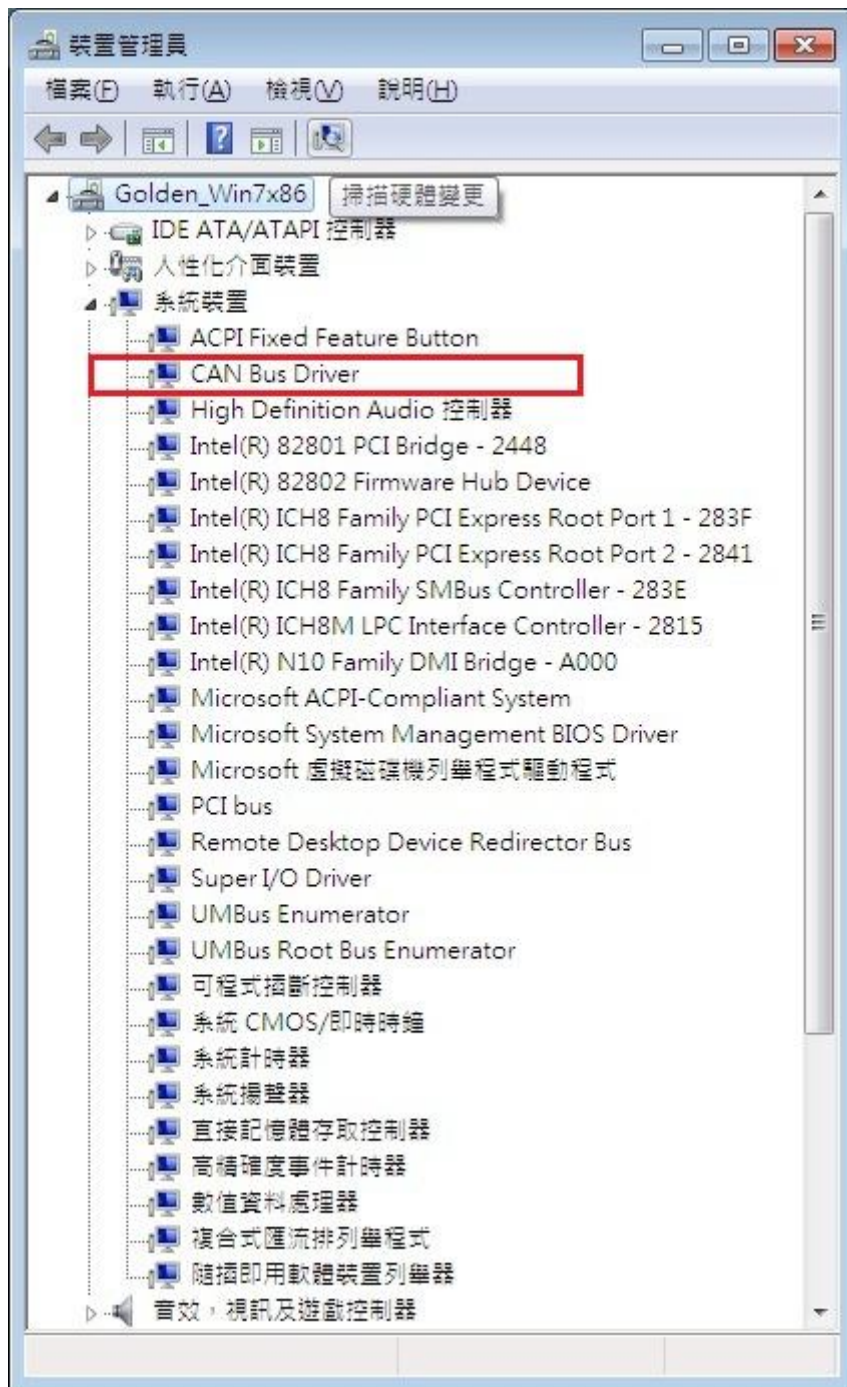 裝置管理員
檔案(F) 執行(A) 檢視(V) 說明(H)
Golden_Win7x86 掃描硬體變更
IDE ATA/ATAPI 控制器
人性化介面裝置
系統裝置
ACPI Fixed Feature Button
CAN Bus Driver
High Definition Audio 控制器
Intel(R) 82801 PCI Bridge - 2448
Intel(R) 82802 Firmware Hub Device
Intel(R) ICH8 Family PCI Express Root Port 1 - 283F
Intel(R) ICH8 Family PCI Express Root Port 2 - 2841
Intel(R) ICH8 Family SMBus Controller - 283E
Intel(R) ICH8M LPC Interface Controller - 2815
Intel(R) N10 Family DMI Bridge - A000
Microsoft ACPI-Compliant System
Microsoft System Management BIOS Driver
Microsoft 虛擬磁碟機列舉程式驅動程式
PCI bus
Remote Desktop Device Redirector Bus
Super I/O Driver
UMBus Enumerator
UMBus Root Bus Enumerator
可程式插斷控制器
系統 CMOS/即時時鐘
系統計時器
系統揚聲器
直接記憶體存取控制器
高精確度事件計時器
數值資料處理器
複合式匯流排列舉程式
隨插即用軟體裝置列舉器
音效,視訊及遊戲控制器